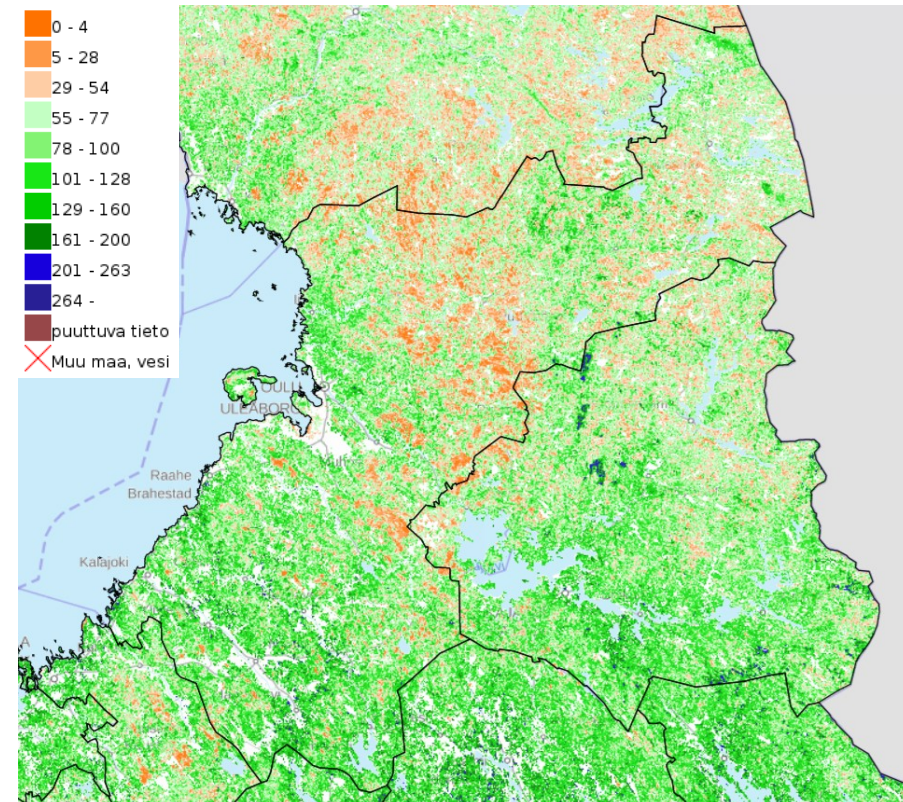 0 - 4
5 - 28
29 - 54
55 - 77
78 - 100
101 - 128
129 - 160
161 - 200
201 - 263
264 -
puuttuva tieto
Muu maa, vesi
OULU
ULEÅBORG
Raahe
Brahestad
Kalajoki